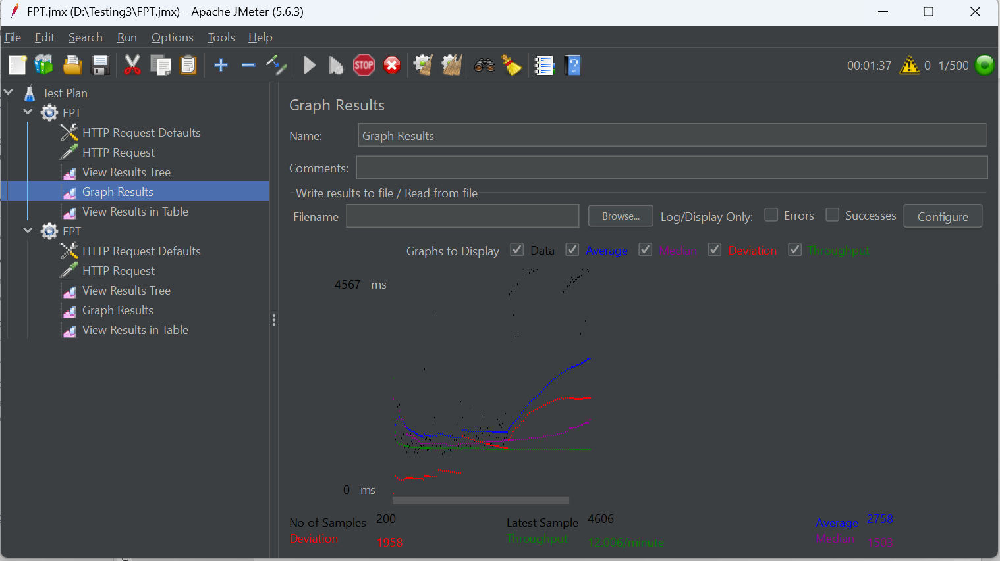 FPT.jmx (D:\Testing3\FPT.jmx) - Apache JMeter (5.6.3)
File Edit Search Run Options Tools Help
STOP
00:01:37 0 1/500
Test Plan
FPT
HTTP Request Defaults
HTTP Request
View Results Tree
Graph Results
View Results in Table
FPT
HTTP Request Defaults
HTTP Request
View Results Tree
Graph Results
View Results in Table
Graph Results
Name: Graph Results
Comments:
Write results to file / Read from file
Filename Browse... Log/Display Only: Errors Successes Configure
Graphs to Display Data Average Median Deviation Throughput
4567 ms
0 ms
No of Samples 200 Latest Sample 4606 Average 2758
Deviation 1958 Throughput 12.006/minute Median 1503